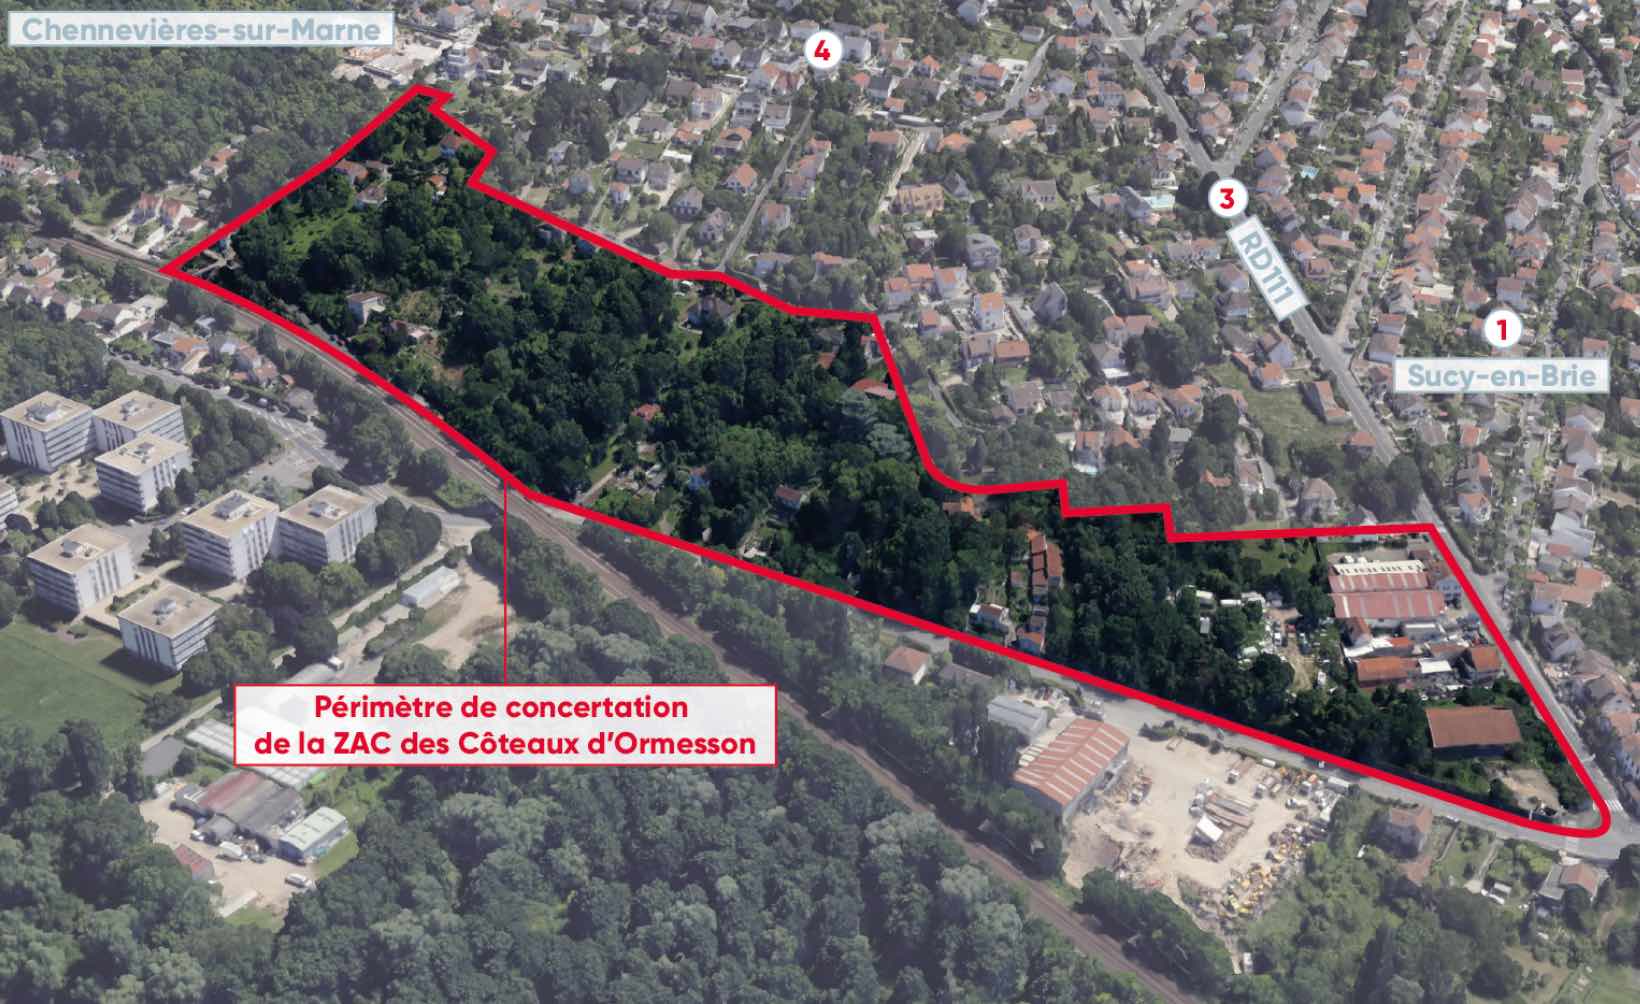 Chennevières-sur-Marne
4
3
RD111
1
Sucy-en-Brie
Périmètre de concertation
de la ZAC des Côteaux d'Ormesson